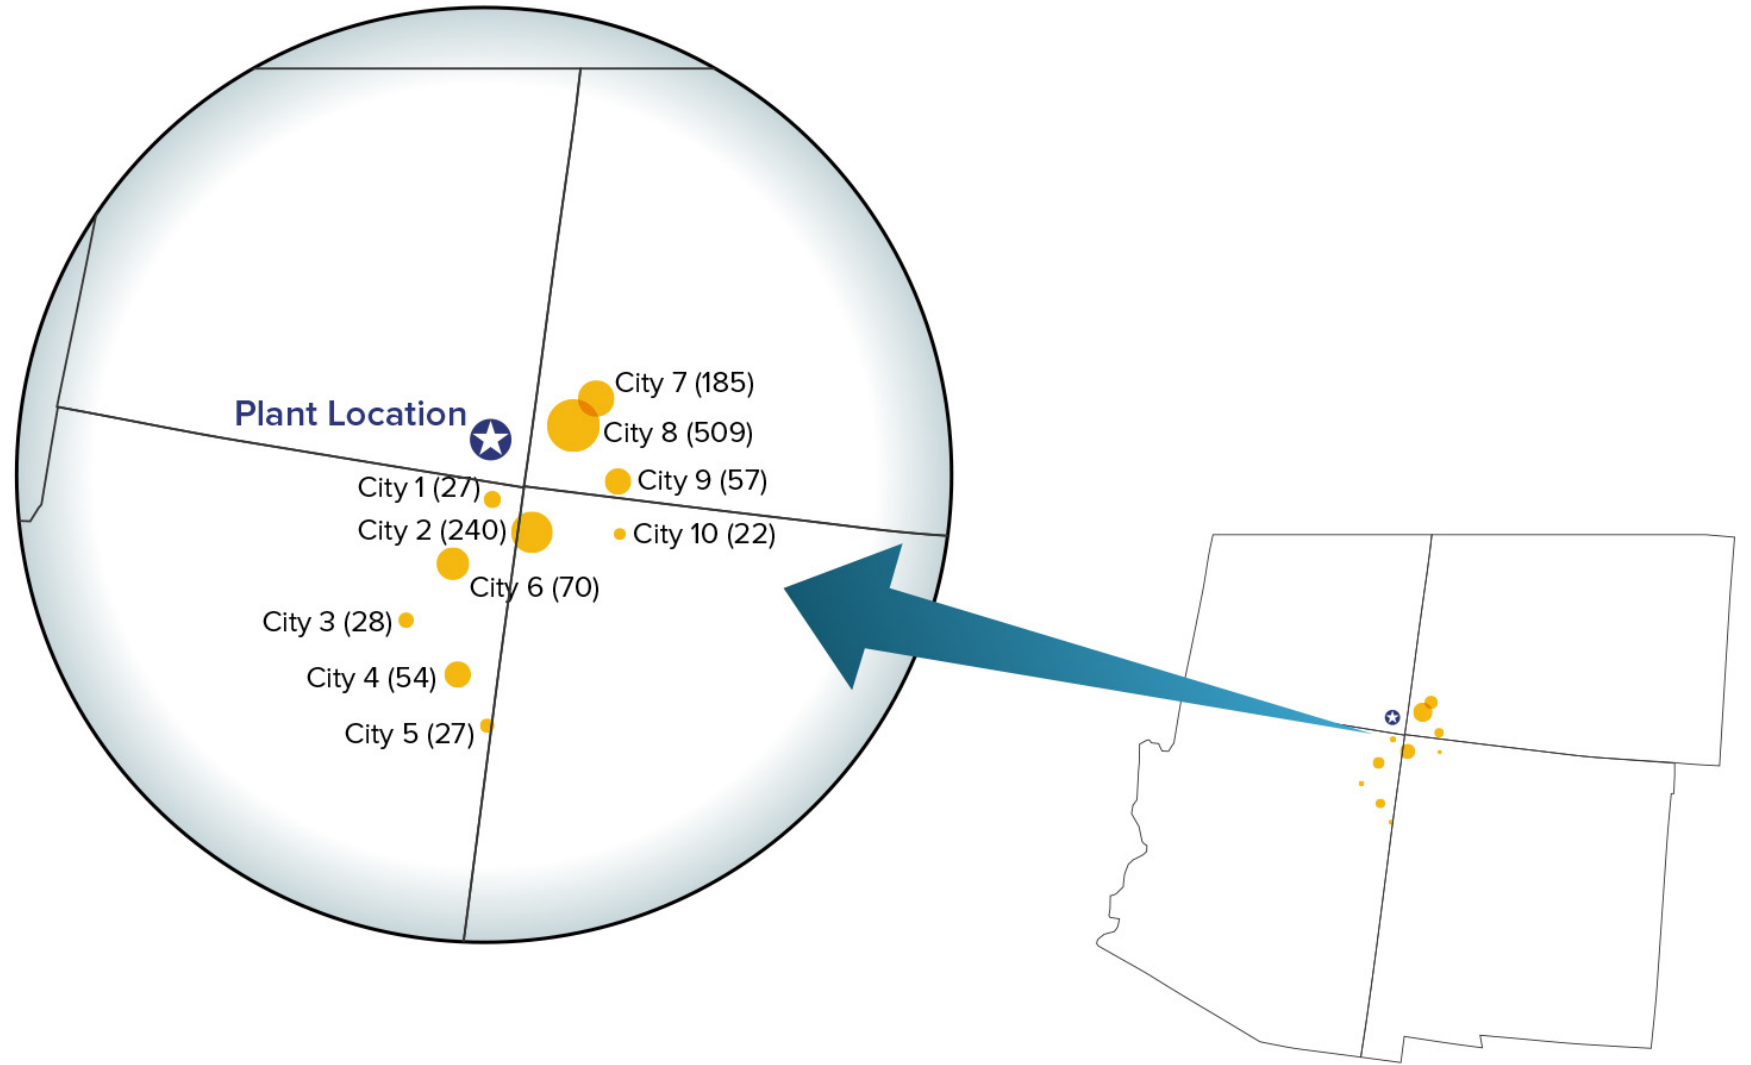 City 7 (185)
Plant Location
City 8 (509)
City 9 (57)
City 1 (27)
City 2 (240)
City 10 (22)
City 6 (70)
City 3 (28)
City 4 (54)
City 5 (27)